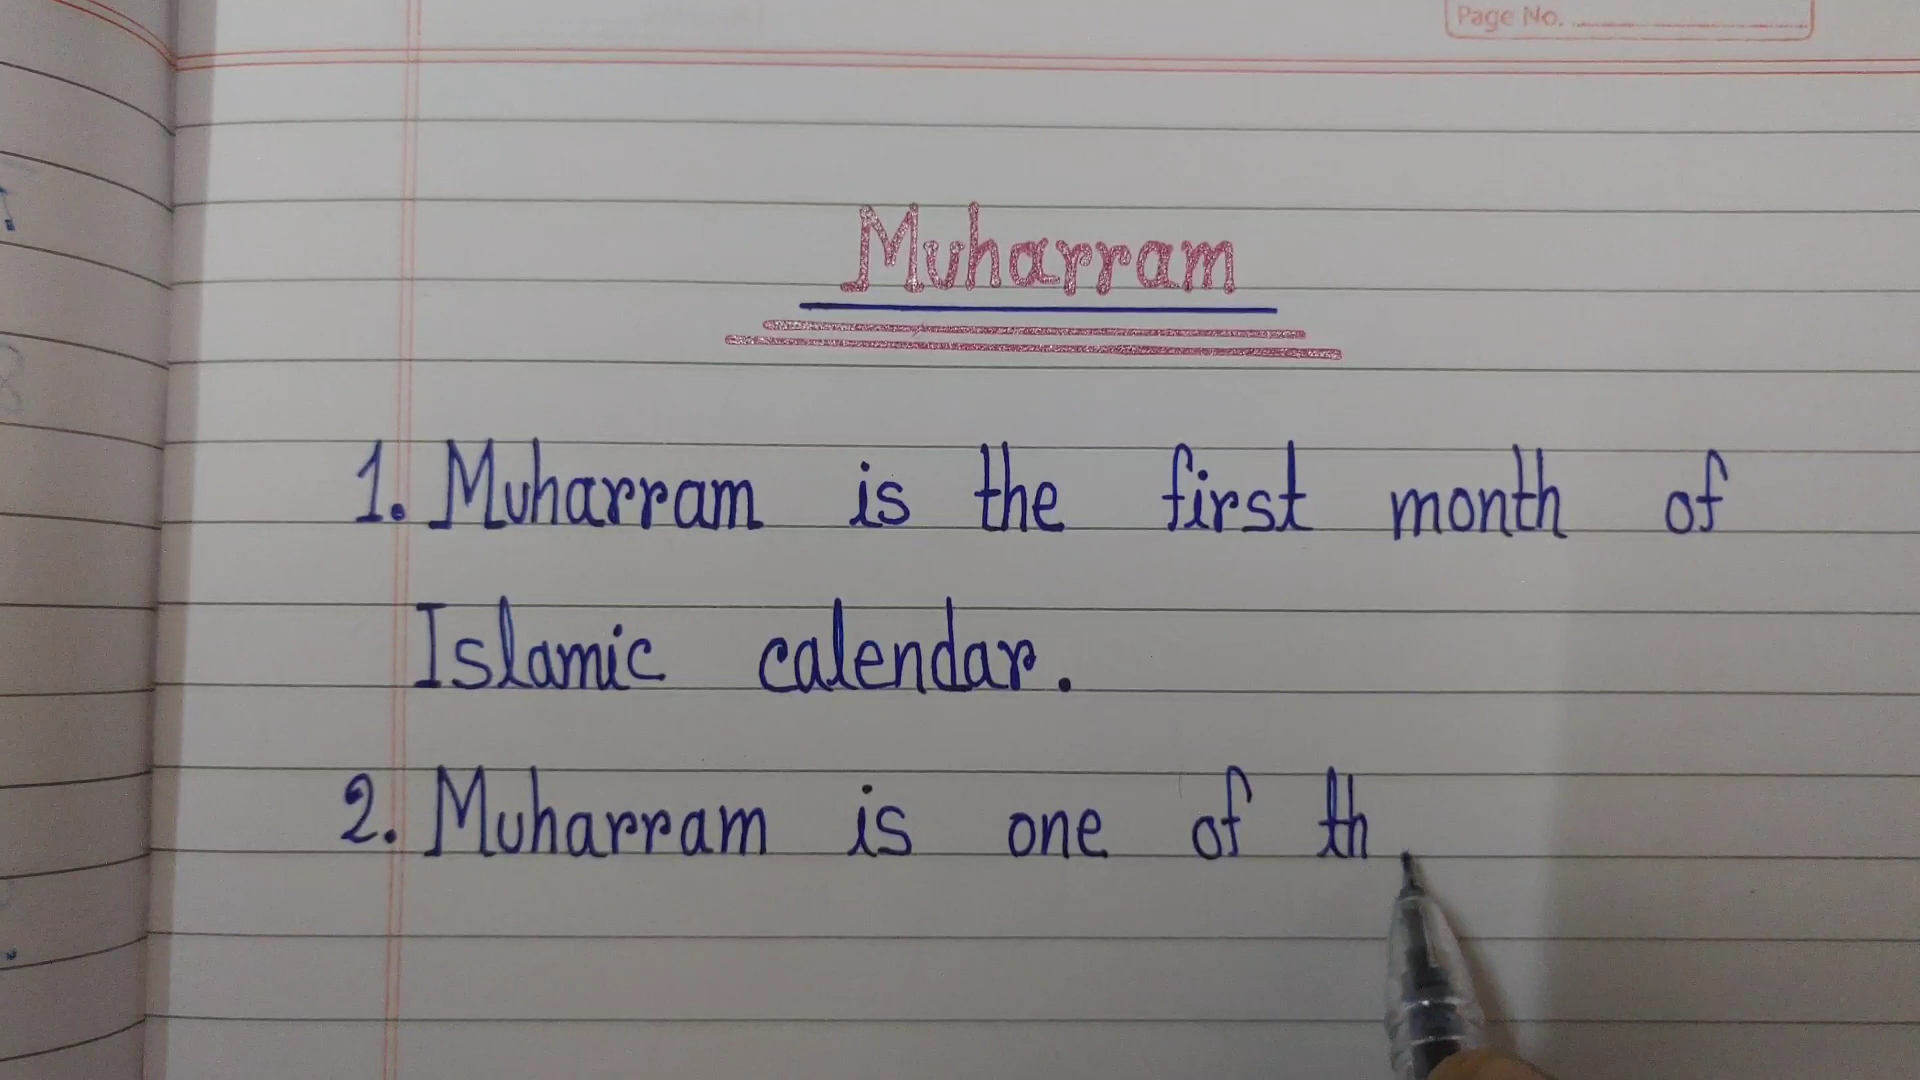 Page No.
Muharram
1. Muharram is the first month of
Islamic calendar.
2. Muharram is one of th